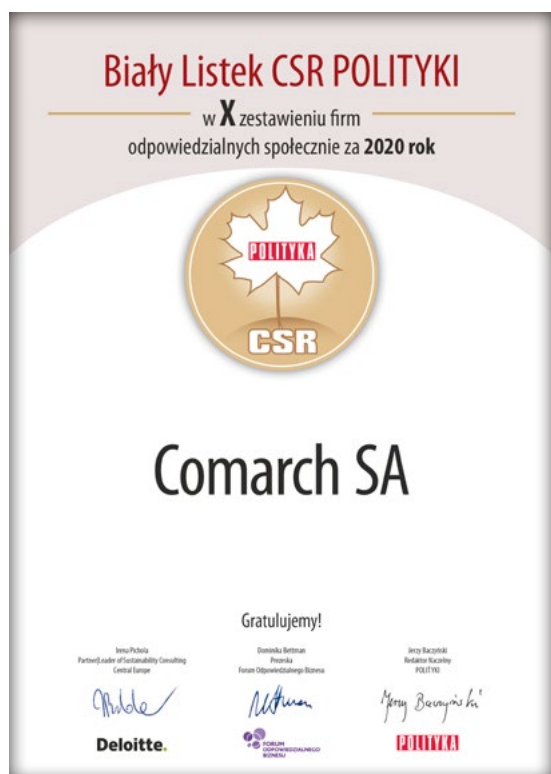 Biały Listek CSR POLITYKI
w X zestawieniu firm
odpowiedzialnych społecznie za 2020 rok
POLITYKA
CSR
Comarch SA
Gratulujemy!
Irena Pichola
Partner|Leader of Sustainability Consulting
Central Europe
Deloitte.
Dominika Bettman
Prezeska
Forum Odpowiedzialnego Biznesu
FORUM
ODPOWIEDZIALNEGO
BIZNESU
Jerzy Baczyński
Redaktor Naczelny
POLITYKI
Jerzy Baczyński
POLITYKA